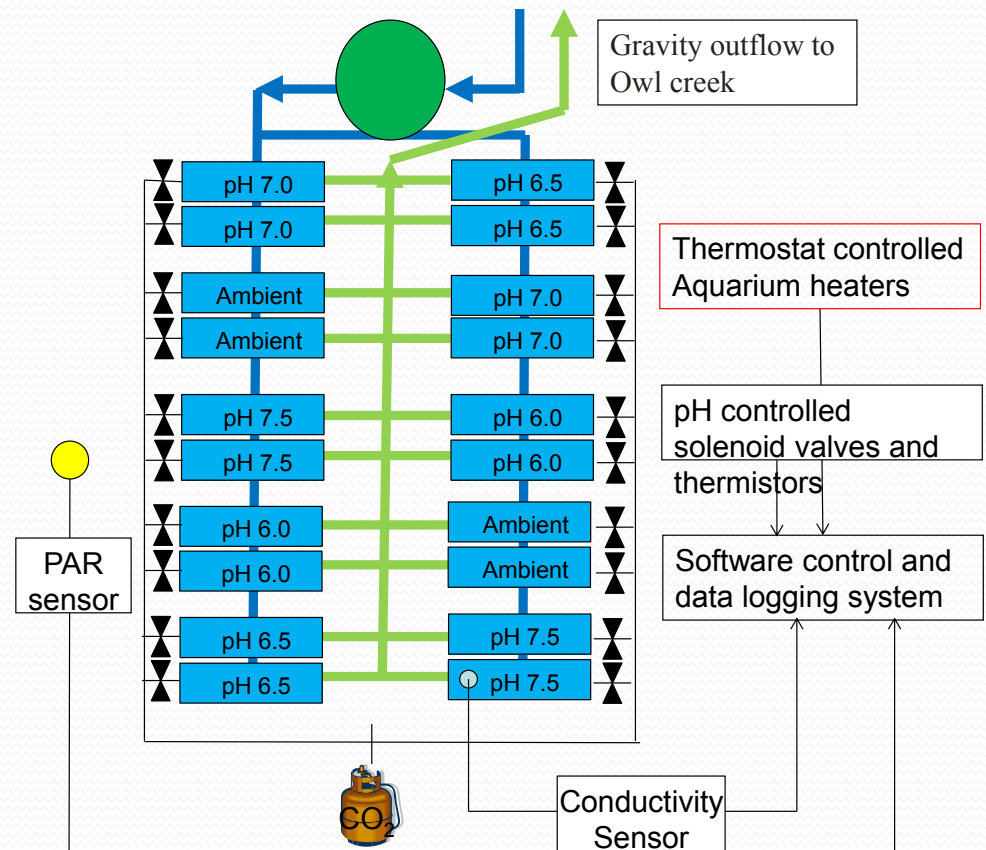 Gravity outflow to
Owl creek
pH 7.0
pH 6.5
pH 7.0
pH 6.5
Ambient
pH 7.0
Ambient
pH 7.0
pH 7.5
pH 6.0
pH 7.5
pH 6.0
pH 6.0
Ambient
pH 6.0
Ambient
pH 6.5
pH 7.5
pH 6.5
pH 7.5
Thermostat controlled
Aquarium heaters
pH controlled
solenoid valves and
thermistors
Software control and
data logging system
PAR
sensor
CO₂
Conductivity
Sensor